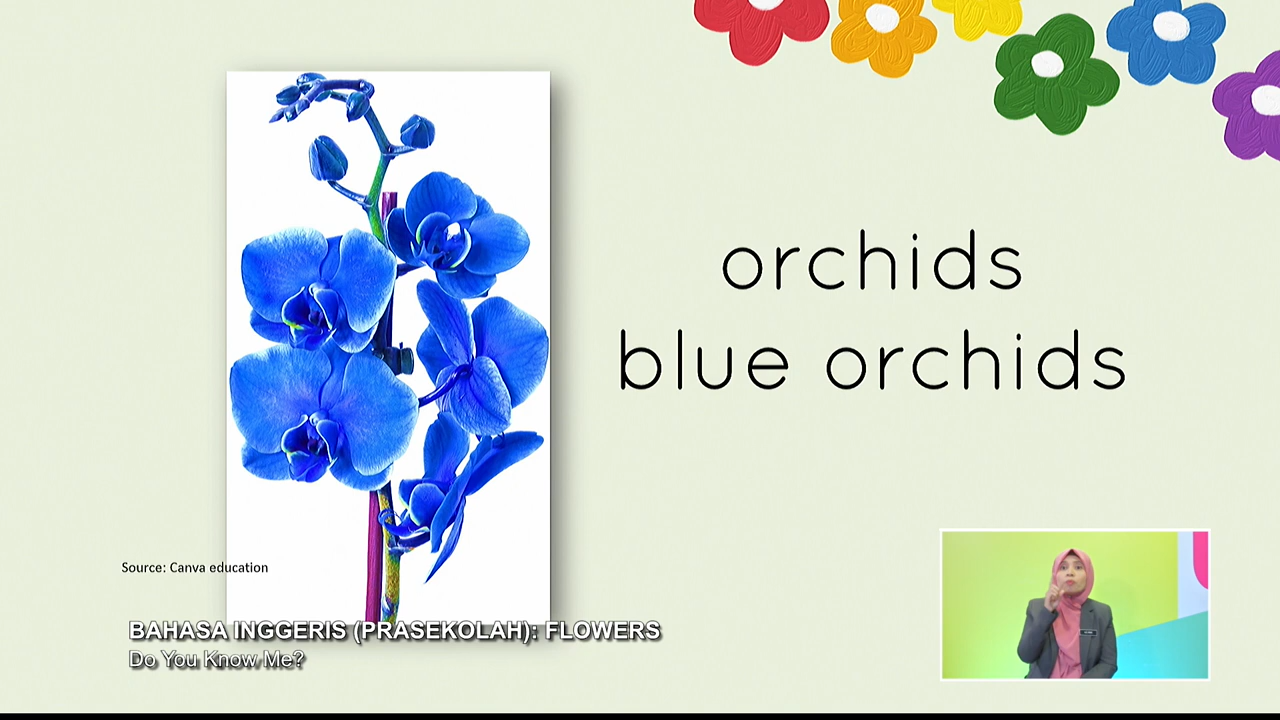 orchids
blue orchids
Source: Canva education
BAHASA INGGERIS (PRASEKOLAH): FLOWERS
Do You Know Me?